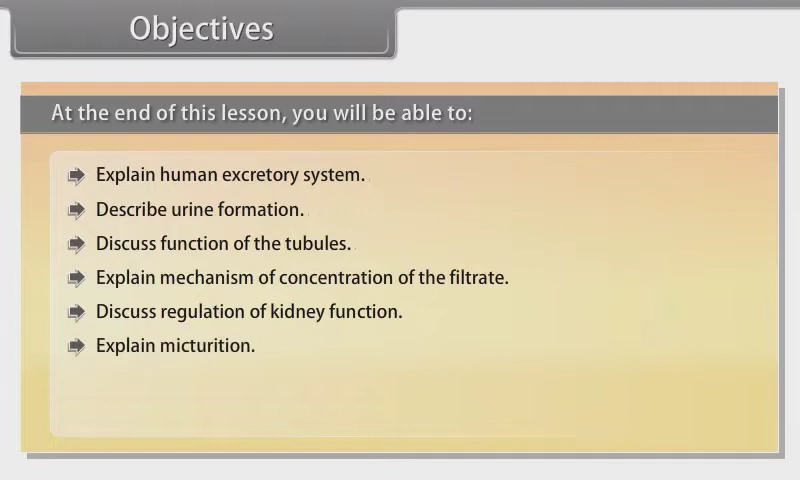 Objectives
At the end of this lesson, you will be able to:
Explain human excretory system.
Describe urine formation.
Discuss function of the tubules.
Explain mechanism of concentration of the filtrate.
Discuss regulation of kidney function.
Explain micturition.